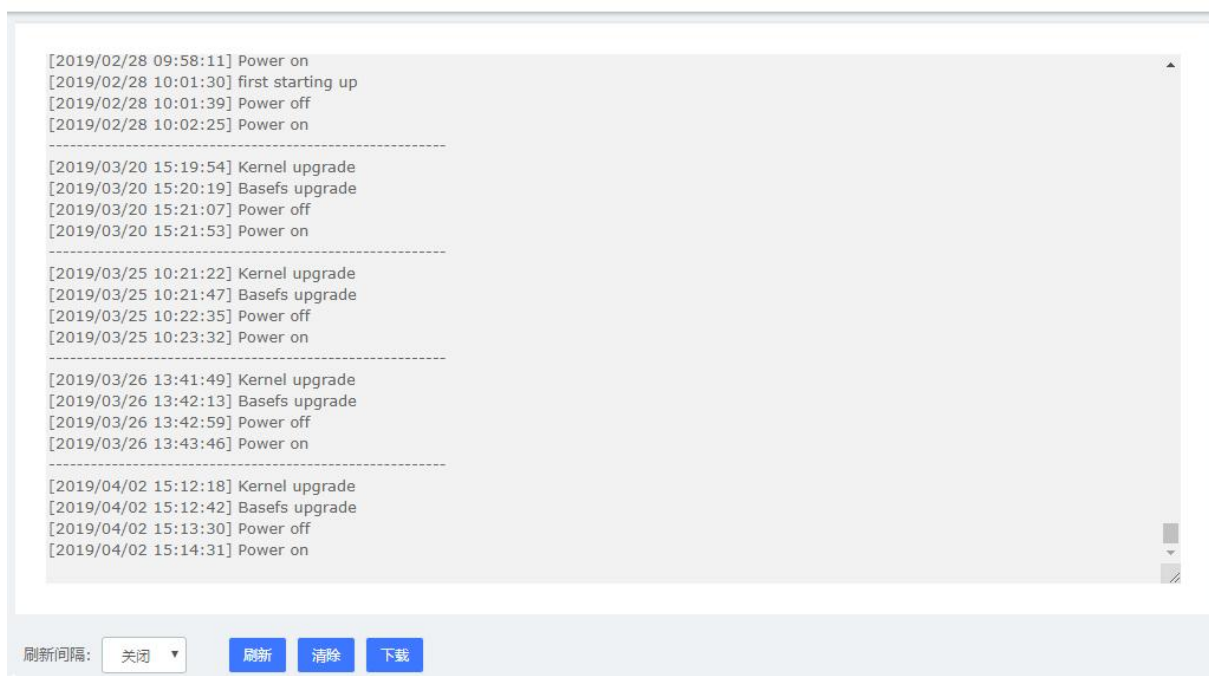 [2019/02/28 09:58:11] Power on
[2019/02/28 10:01:30] first starting up
[2019/02/28 10:01:39] Power off
[2019/02/28 10:02:25] Power on
---------------------------------------------------------
[2019/03/20 15:19:54] Kernel upgrade
[2019/03/20 15:20:19] Basefs upgrade
[2019/03/20 15:21:07] Power off
[2019/03/20 15:21:53] Power on
---------------------------------------------------------
[2019/03/25 10:21:22] Kernel upgrade
[2019/03/25 10:21:47] Basefs upgrade
[2019/03/25 10:22:35] Power off
[2019/03/25 10:23:32] Power on
---------------------------------------------------------
[2019/03/26 13:41:49] Kernel upgrade
[2019/03/26 13:42:13] Basefs upgrade
[2019/03/26 13:42:59] Power off
[2019/03/26 13:43:46] Power on
---------------------------------------------------------
[2019/04/02 15:12:18] Kernel upgrade
[2019/04/02 15:12:42] Basefs upgrade
[2019/04/02 15:13:30] Power off
[2019/04/02 15:14:31] Power on
刷新间隔: 关闭 刷新 清除 下载